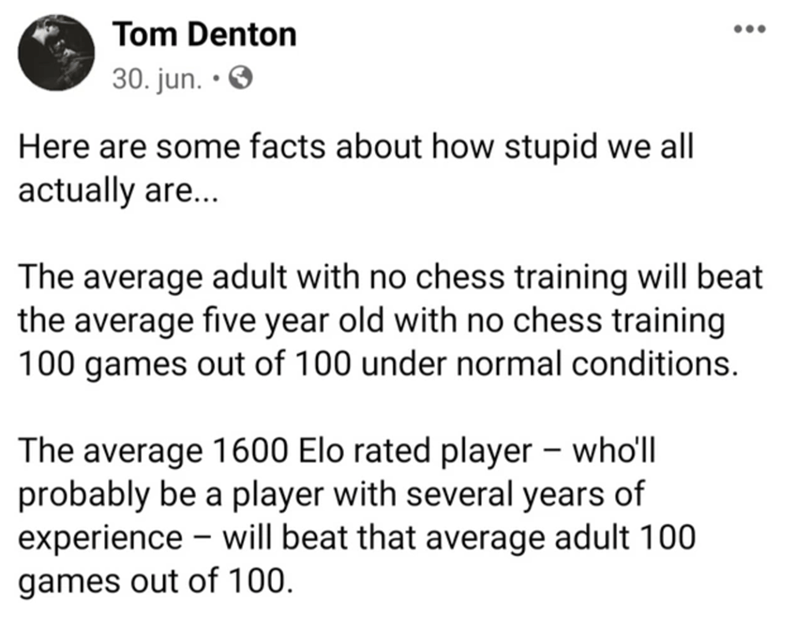 Tom Denton
30. jun. •
Here are some facts about how stupid we all
actually are...
The average adult with no chess training will beat
the average five year old with no chess training
100 games out of 100 under normal conditions.
The average 1600 Elo rated player – who'll
probably be a player with several years of
experience – will beat that average adult 100
games out of 100.